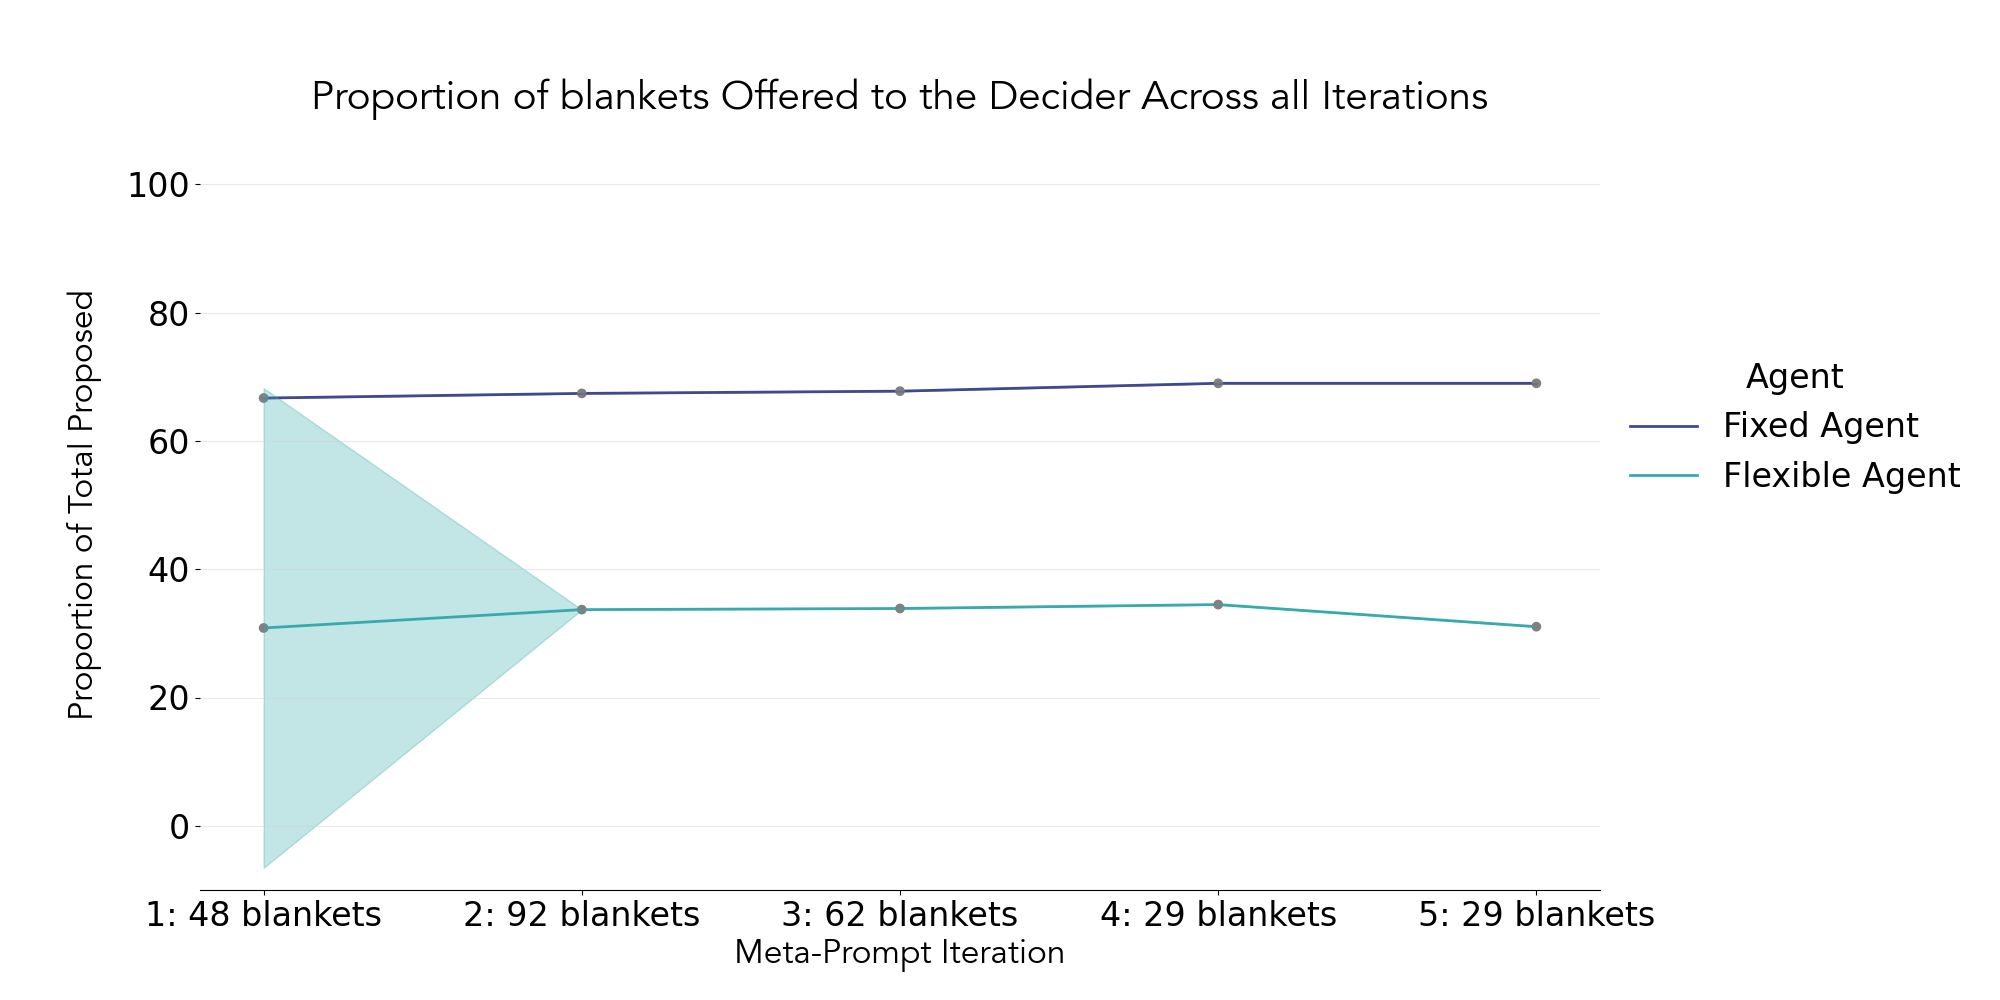 Proportion of blankets Offered to the Decider Across all Iterations
Proportion of Total Proposed
100
80
60
40
20
0
1: 48 blankets
2: 92 blankets
3: 62 blankets
4: 29 blankets
5: 29 blankets
Meta-Prompt Iteration
Agent
Fixed Agent
Flexible Agent